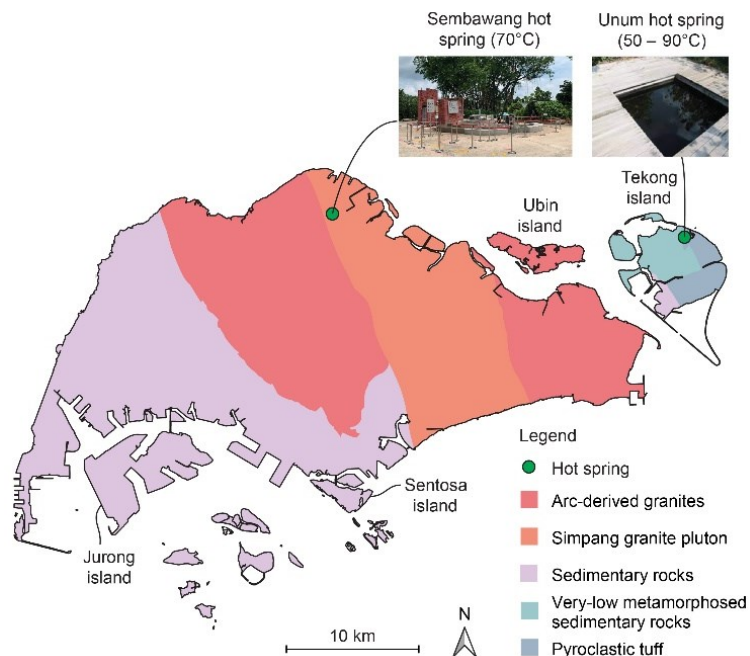 Sembawang hot
spring (70°C)
Unum hot spring
(50 – 90°C)
Tekong
island
Ubin
island
Sentosa
island
Jurong
island
10 km
N
Legend
Hot spring
Arc-derived granites
Simpang granite pluton
Sedimentary rocks
Very-low metamorphosed
sedimentary rocks
Pyroclastic tuff